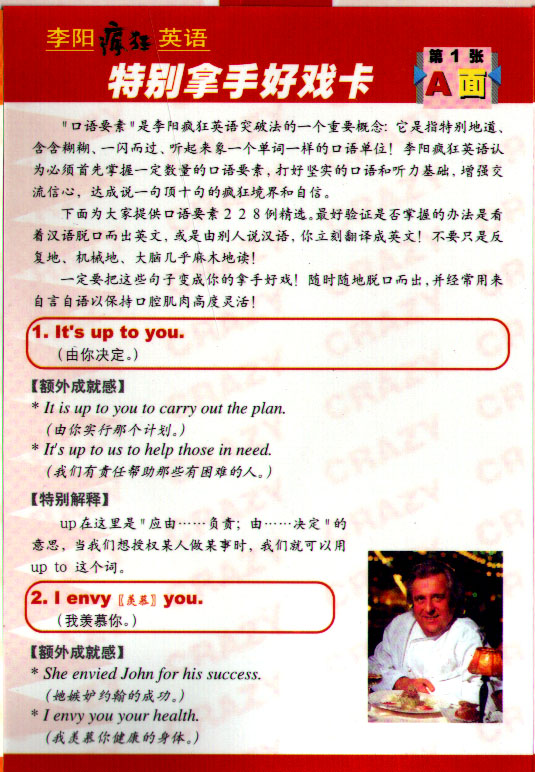 李阳疯狂英语
特别拿手好戏卡
第1张
A面
"口语要素"是李阳疯狂英语突破法的一个重要概念:它是指特别地道、
含含糊糊、一闪而过、听起来象一个单词一样的口语单位!李阳疯狂英语认
为必须首先掌握一定数量的口语要素,打好坚实的口语和听力基础,增强交
流信心,达成说一句顶十句的疯狂境界和自信。
下面为大家提供口语要素228例精选。最好验证是否掌握的办法是看
着汉语脱口而出英文,或是由别人说汉语,你立刻翻译成英文!不要只是反
复地、机械地、大脑几乎麻木地读!
一定要把这些句子变成你的拿手好戏!随时随地脱口而出,并经常用来
自言自语以保持口腔肌肉高度灵活!
1. It's up to you.
(由你决定。)
【额外成就感】
* It is up to you to carry out the plan.
(由你实行那个计划。)
* It's up to us to help those in need.
(我们有责任帮助那些有困难的人。)
【特别解释】
up在这里是"应由……负责;由……决定"的
意思,当我们想授权某人做某事时,我们就可以用
up to 这个词。
2. I envy〖羡慕〗you.
(我羡慕你。)
【额外成就感】
* She envied John for his success.
(她嫉妒约翰的成功。)
* I envy you your health.
(我羡慕你健康的身体。)